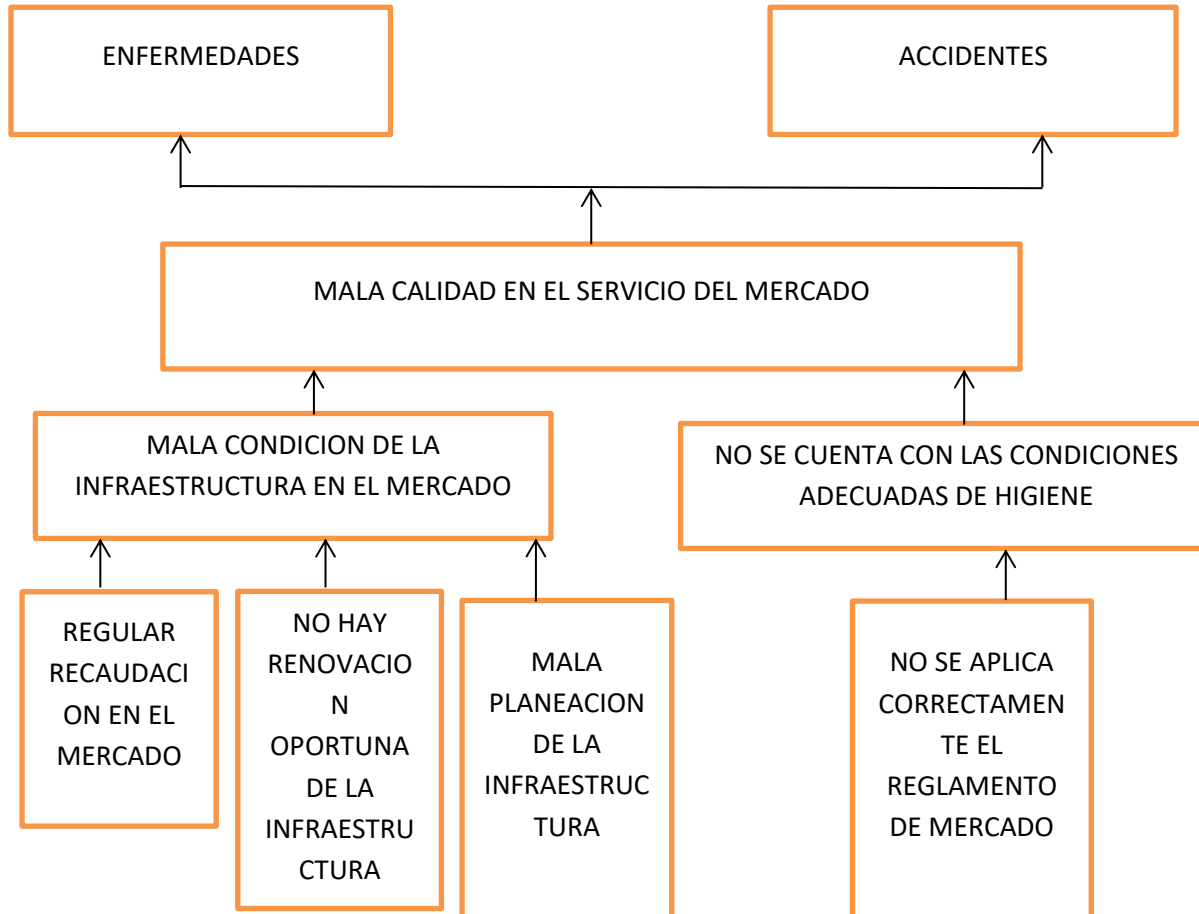 ENFERMEDADES
ACCIDENTES
MALA CALIDAD EN EL SERVICIO DEL MERCADO
MALA CONDICION DE LA
INFRAESTRUCTURA EN EL MERCADO
NO SE CUENTA CON LAS CONDICIONES
ADECUADAS DE HIGIENE
REGULAR
RECAUDACI
ON EN EL
MERCADO
NO HAY
RENOVACIO
N
OPORTUNA
DE LA
INFRAESTRU
CTURA
MALA
PLANEACION
DE LA
INFRAESTRUC
TURA
NO SE APLICA
CORRECTAMEN
TE EL
REGLAMENTO
DE MERCADO